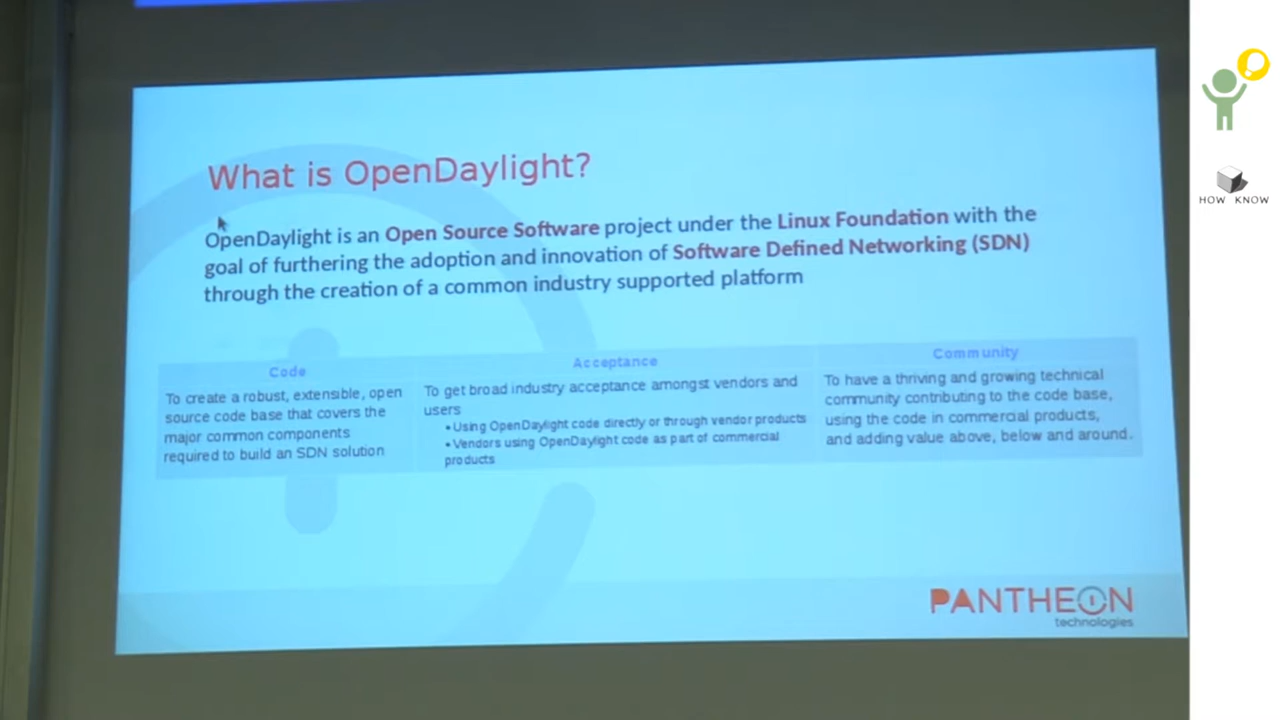 What is OpenDaylight?
OpenDaylight is an Open Source Software project under the Linux Foundation with the
goal of furthering the adoption and innovation of Software Defined Networking (SDN)
through the creation of a common industry supported platform
Code
To create a robust, extensible, open
source code base that covers the
major common components
required to build an SDN solution
Acceptance
To get broad industry acceptance amongst vendors and
users
•Using OpenDaylight code directly or through vendor products
•Vendors using OpenDaylight code as part of commercial
products
Community
To have a thriving and growing technical
community contributing to the code base,
using the code in commercial products,
and adding value above, below and around.
PANTHEON
technologies
HOW KNOW